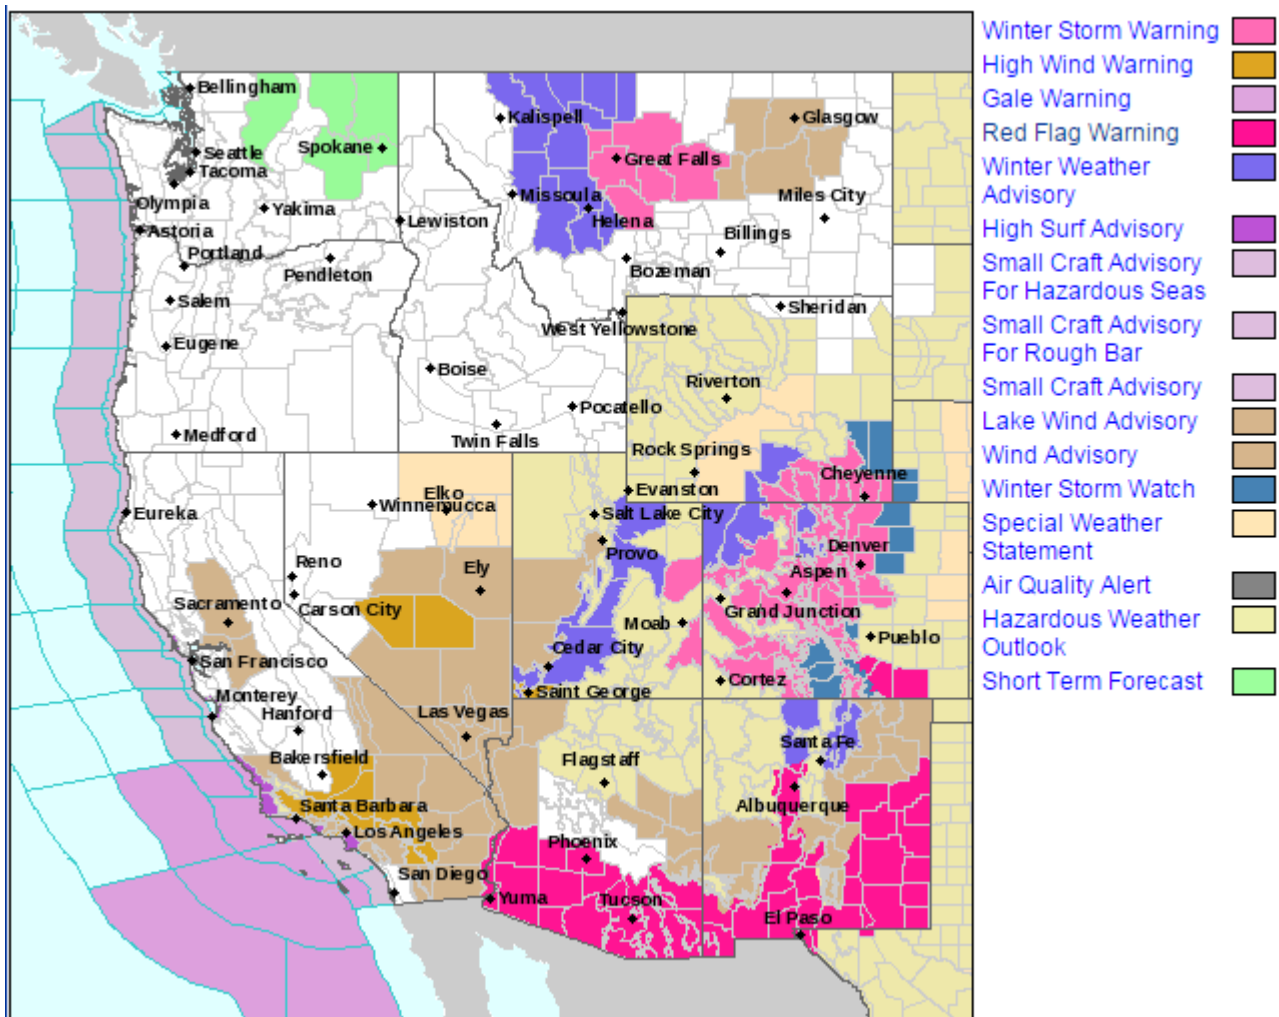 Winter Storm Warning
High Wind Warning
Gale Warning
Red Flag Warning
Winter Weather
Advisory
High Surf Advisory
Small Craft Advisory
For Hazardous Seas
Small Craft Advisory
For Rough Bar
Small Craft Advisory
Lake Wind Advisory
Wind Advisory
Winter Storm Watch
Special Weather
Statement
Air Quality Alert
Hazardous Weather
Outlook
Short Term Forecast
Bellingham
Kalispell
Glasgow
Seattle
Spokane
Great Falls
Tacoma
Olympia
Yakima
Missoula
Miles City
Astoria
Lewiston
Helena
Billings
Portland
Pendleton
Bozeman
Salem
West Yellowstone
Sheridan
Eugene
Boise
Riverton
Pocatello
Medford
Twin Falls
Rock Springs
Cheyenne
Elko
Evanston
Winnemucca
Eureka
Salt Lake City
Provo
Denver
Reno
Ely
Aspen
Sacramento
Carson City
Grand Junction
Moab
Pueblo
San Francisco
Cedar City
Cortez
Monterey
Saint George
Hanford
Las Vegas
Santa Fe
Bakersfield
Flagstaff
Santa Barbara
Albuquerque
Los Angeles
Phoenix
San Diego
Yuma
Tucson
El Paso